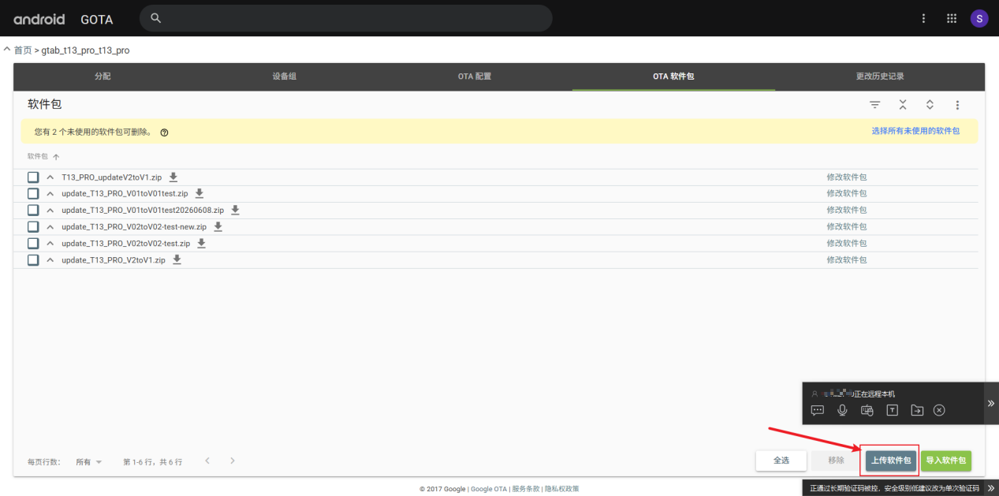 android GOTA
S
首页 > gtab_t13_pro_t13_pro
分配 设备组 OTA 配置 OTA 软件包 更改历史记录
软件包
您有 2 个未使用的软件包可删除。 选择所有未使用的软件包
软件包
T13_PRO_updateV2toV1.zip 修改软件包
update_T13_PRO_V01toV01test.zip 修改软件包
update_T13_PRO_V01toV01test20260608.zip 修改软件包
update_T13_PRO_V02toV02-test-new.zip 修改软件包
update_T13_PRO_V02toV02-test.zip 修改软件包
update_T13_PRO_V2toV1.zip 修改软件包
正在远程本机
每页行数: 所有 第 1-6 行，共 6 行 全选 移除 上传软件包 导入软件包
© 2017 Google | Google OTA | 服务条款 | 隐私权政策
正通过长期验证码被控，安全级别低建议改为单次验证码